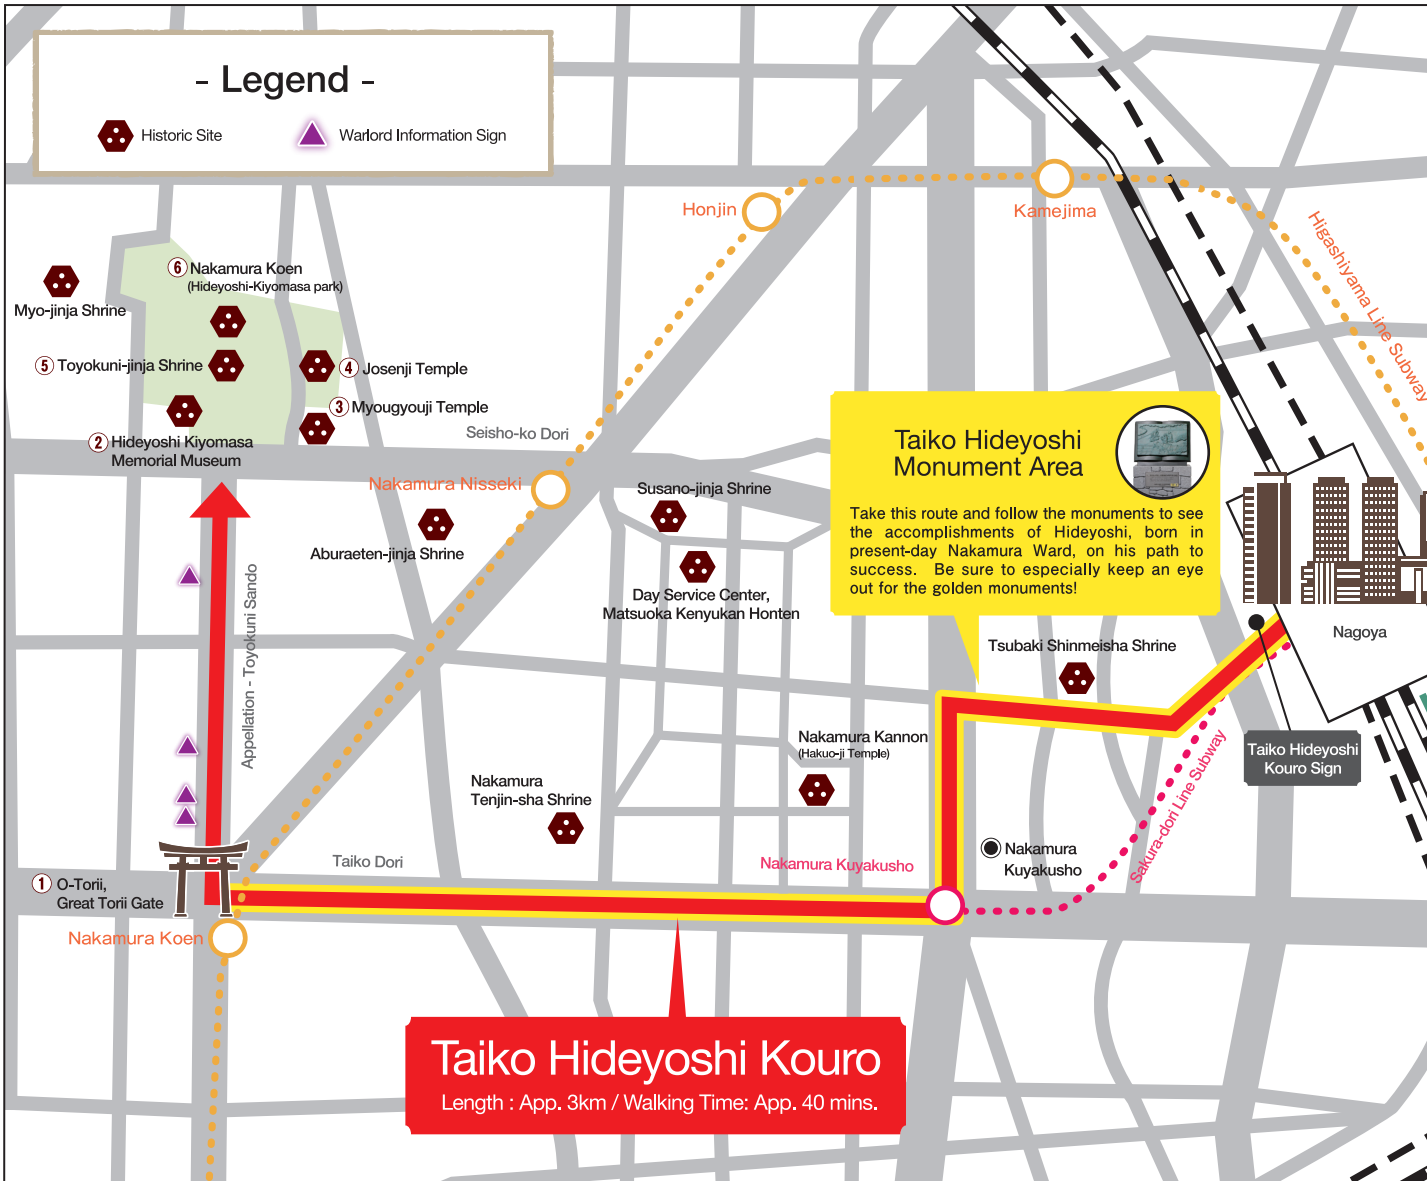 - Legend -
Historic Site
Warlord Information Sign
Honjin
Kamejima
Higashiyama Line Subway
6 Nakamura Koen
(Hideyoshi-Kiyomasa park)
Myo-jinja Shrine
5 Toyokuni-jinja Shrine
4 Josenji Temple
3 Myougyouji Temple
2 Hideyoshi Kiyomasa
Memorial Museum
Seisho-ko Dori
Nakamura Nisseki
Aburaeten-jinja Shrine
Susano-jinja Shrine
Day Service Center,
Matsuoka Kenyukan Honten
Taiko Hideyoshi
Monument Area
Take this route and follow the monuments to see
the accomplishments of Hideyoshi, born in
present-day Nakamura Ward, on his path to
success. Be sure to especially keep an eye
out for the golden monuments!
Nagoya
Tsubaki Shinmeisha Shrine
Appellation - Toyokuni Sando
Nakamura Kannon
(Hakuo-ji Temple)
Taiko Hideyoshi
Kouro Sign
Sakura-dori Line Subway
Nakamura
Tenjin-sha Shrine
Taiko Dori
Nakamura Kuyakusho
Nakamura
Kuyakusho
1 O-Torii,
Great Torii Gate
Nakamura Koen
Taiko Hideyoshi Kouro
Length : App. 3km / Walking Time: App. 40 mins.